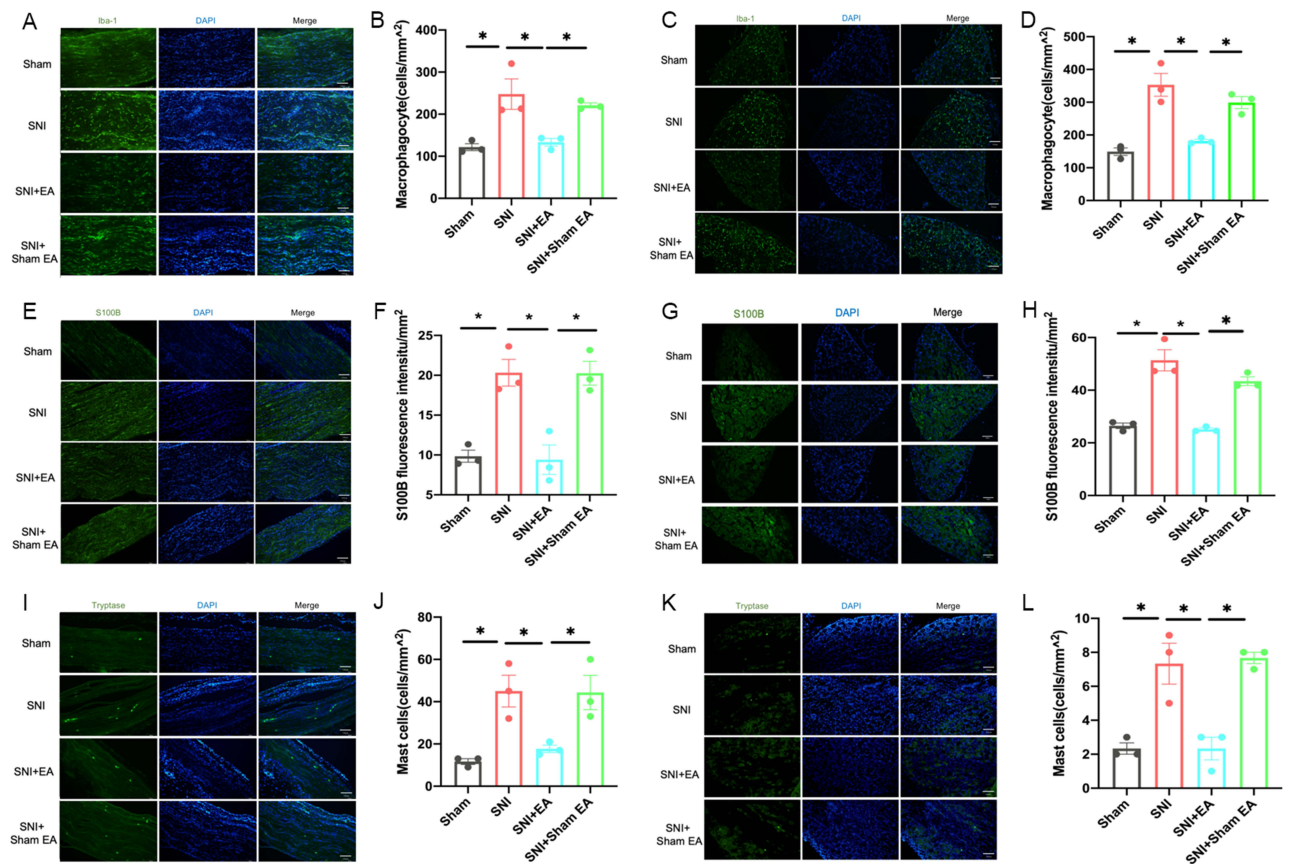 A
Iba-1 DAPI Merge
Sham
SNI
SNI+EA
SNI+
Sham EA
B
Macrophagocyte(cells/mm^2)
400
300
200
100
0
* * *
Sham
SNI
SNI+EA
SNI+Sham EA
C
Iba-1 DAPI Merge
Sham
SNI
SNI+EA
SNI+
Sham EA
D
Macrophagocyte(cells/mm^2)
500
400
300
200
100
0
* * *
Sham
SNI
SNI+EA
SNI+Sham EA
E
S100B DAPI Merge
Sham
SNI
SNI+EA
SNI+
Sham EA
F
S100B fluorescence intensitu/mm²
25
20
15
10
5
* * *
Sham
SNI
SNI+EA
SNI+Sham EA
G
S100B DAPI Merge
Sham
SNI
SNI+EA
SNI+
Sham EA
H
S100B fluorescence intensitu/mm²
60
40
20
0
* * *
Sham
SNI
SNI+EA
SNI+Sham EA
I
Tryptase DAPI Merge
Sham
SNI
SNI+EA
SNI+
Sham EA
J
Mast cells(cells/mm^2)
80
60
40
20
0
* * *
Sham
SNI
SNI+EA
SNI+Sham EA
K
Tryptase DAPI Merge
Sham
SNI
SNI+EA
SNI+
Sham EA
L
Mast cells(cells/mm^2)
10
8
6
4
2
0
* * *
Sham
SNI
SNI+EA
SNI+Sham EA